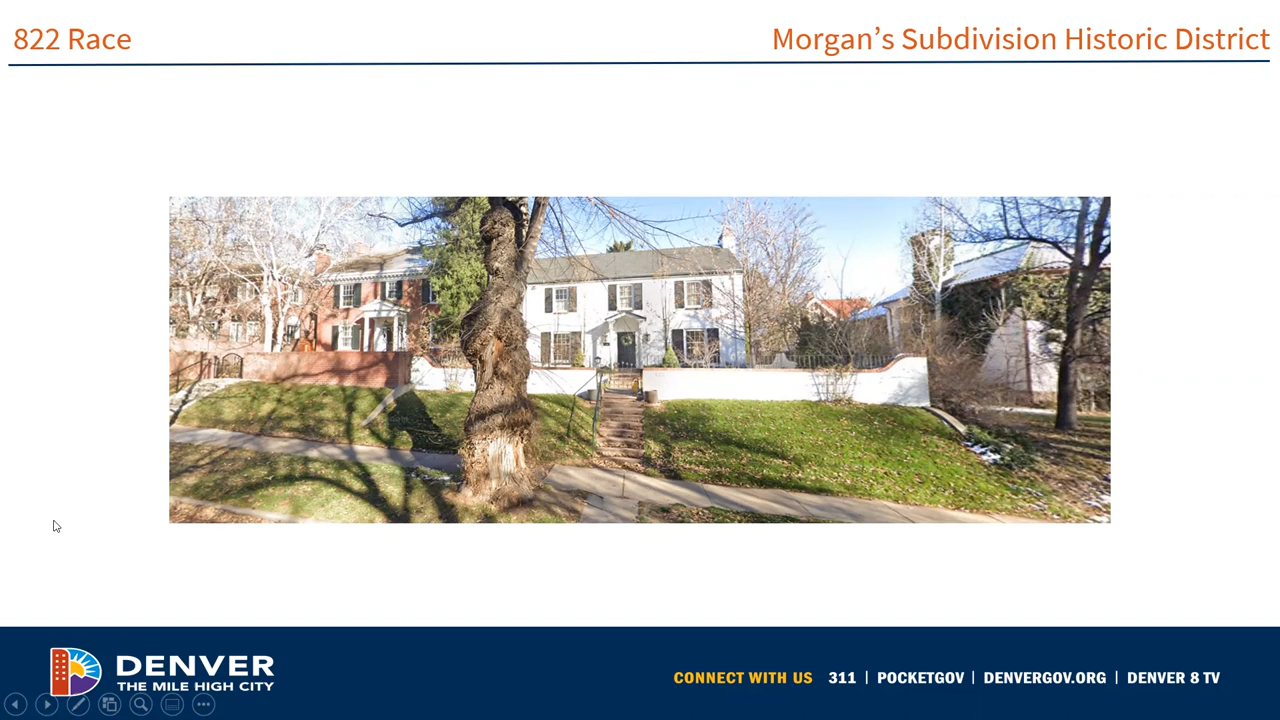 822 Race
Morgan's Subdivision Historic District
DENVER
THE MILE HIGH CITY
CONNECT WITH US 311 | POCKETGOV | DENVERGOV.ORG | DENVER 8 TV